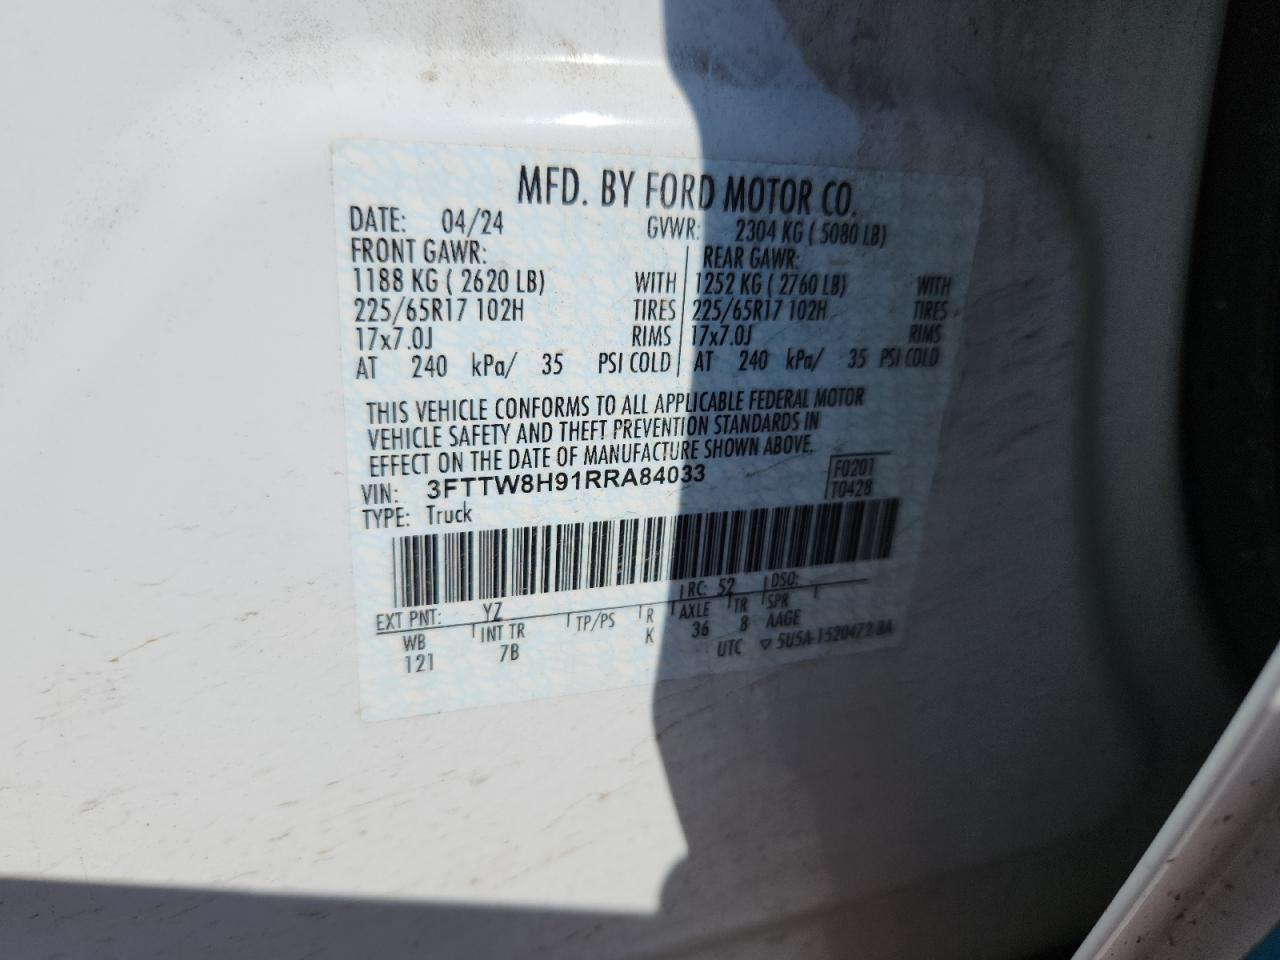 MFD. BY FORD MOTOR CO.
DATE: 04/24 GVWR: 2304 KG ( 5080 LB)
FRONT GAWR: REAR GAWR:
1188 KG ( 2620 LB) WITH 1252 KG ( 2760 LB) WITH
225/65R17 102H TIRES 225/65R17 102H TIRES
17x7.0J RIMS 17x7.0J RIMS
AT 240 kPa/ 35 PSI COLD AT 240 kPa/ 35 PSI COLD
THIS VEHICLE CONFORMS TO ALL APPLICABLE FEDERAL MOTOR
VEHICLE SAFETY AND THEFT PREVENTION STANDARDS IN
EFFECT ON THE DATE OF MANUFACTURE SHOWN ABOVE.
VIN: 3FTTW8H91RRA84033 F0201
TYPE: Truck T0428
EXT PNT: YZ RC: 52 DSO:
WB INT TR TP/PS R AXLE TR SPR
121 7B K 36 8 AAGE
UTC ▽ 5U5A-1520472-BA